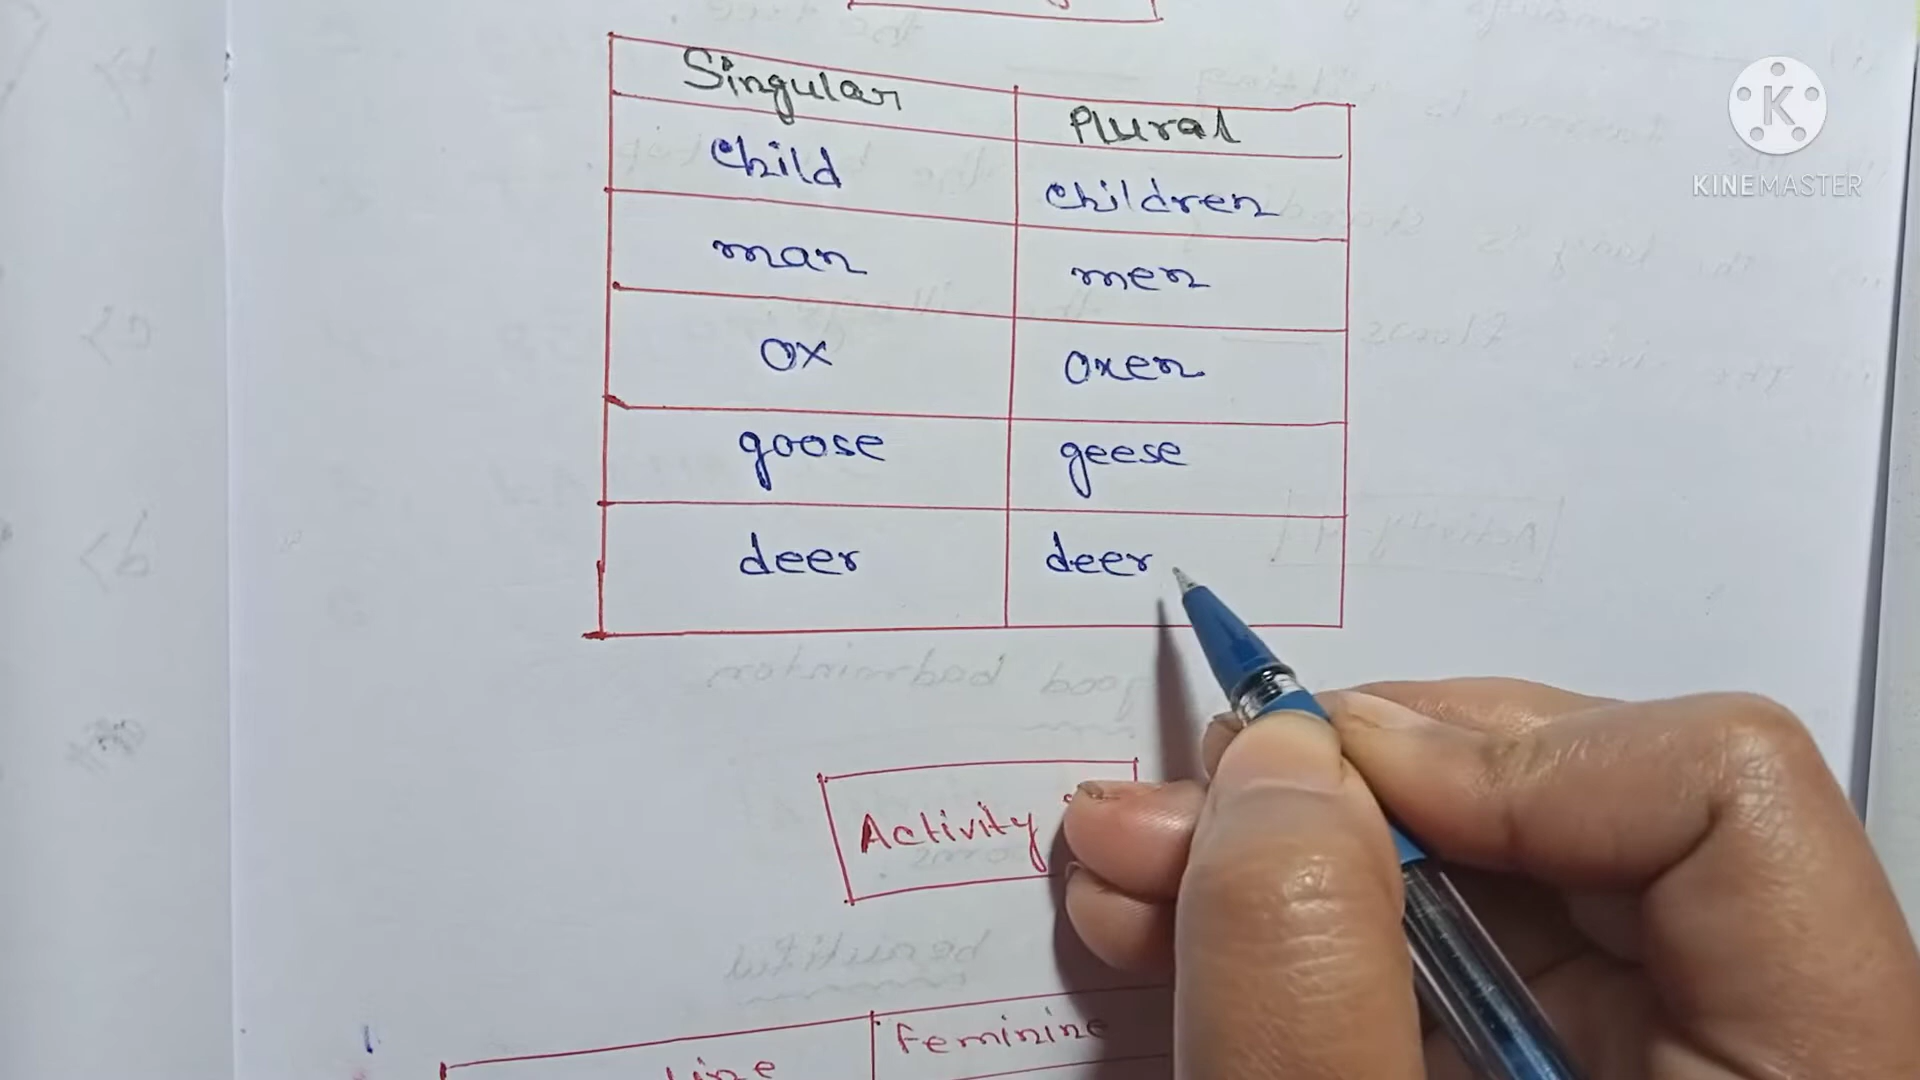 Singular Plural
Child Children
man men
ox oxen
goose geese
deer deer
Activity
Feminine
KINEMASTER